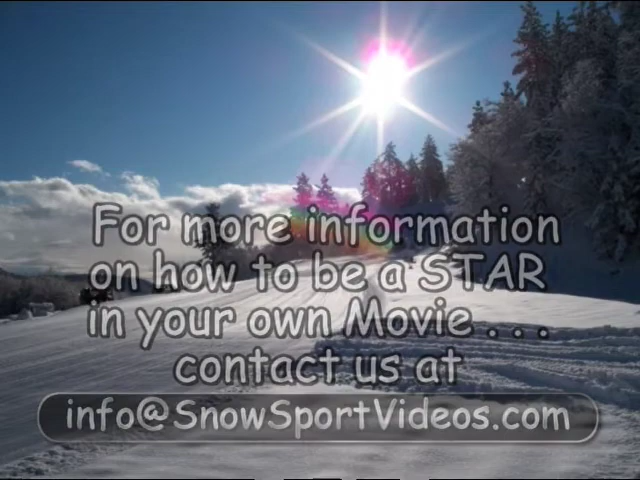 For more information
on how to be a STAR
in your own Movie . . .
contact us at
info@SnowSportVideos.com